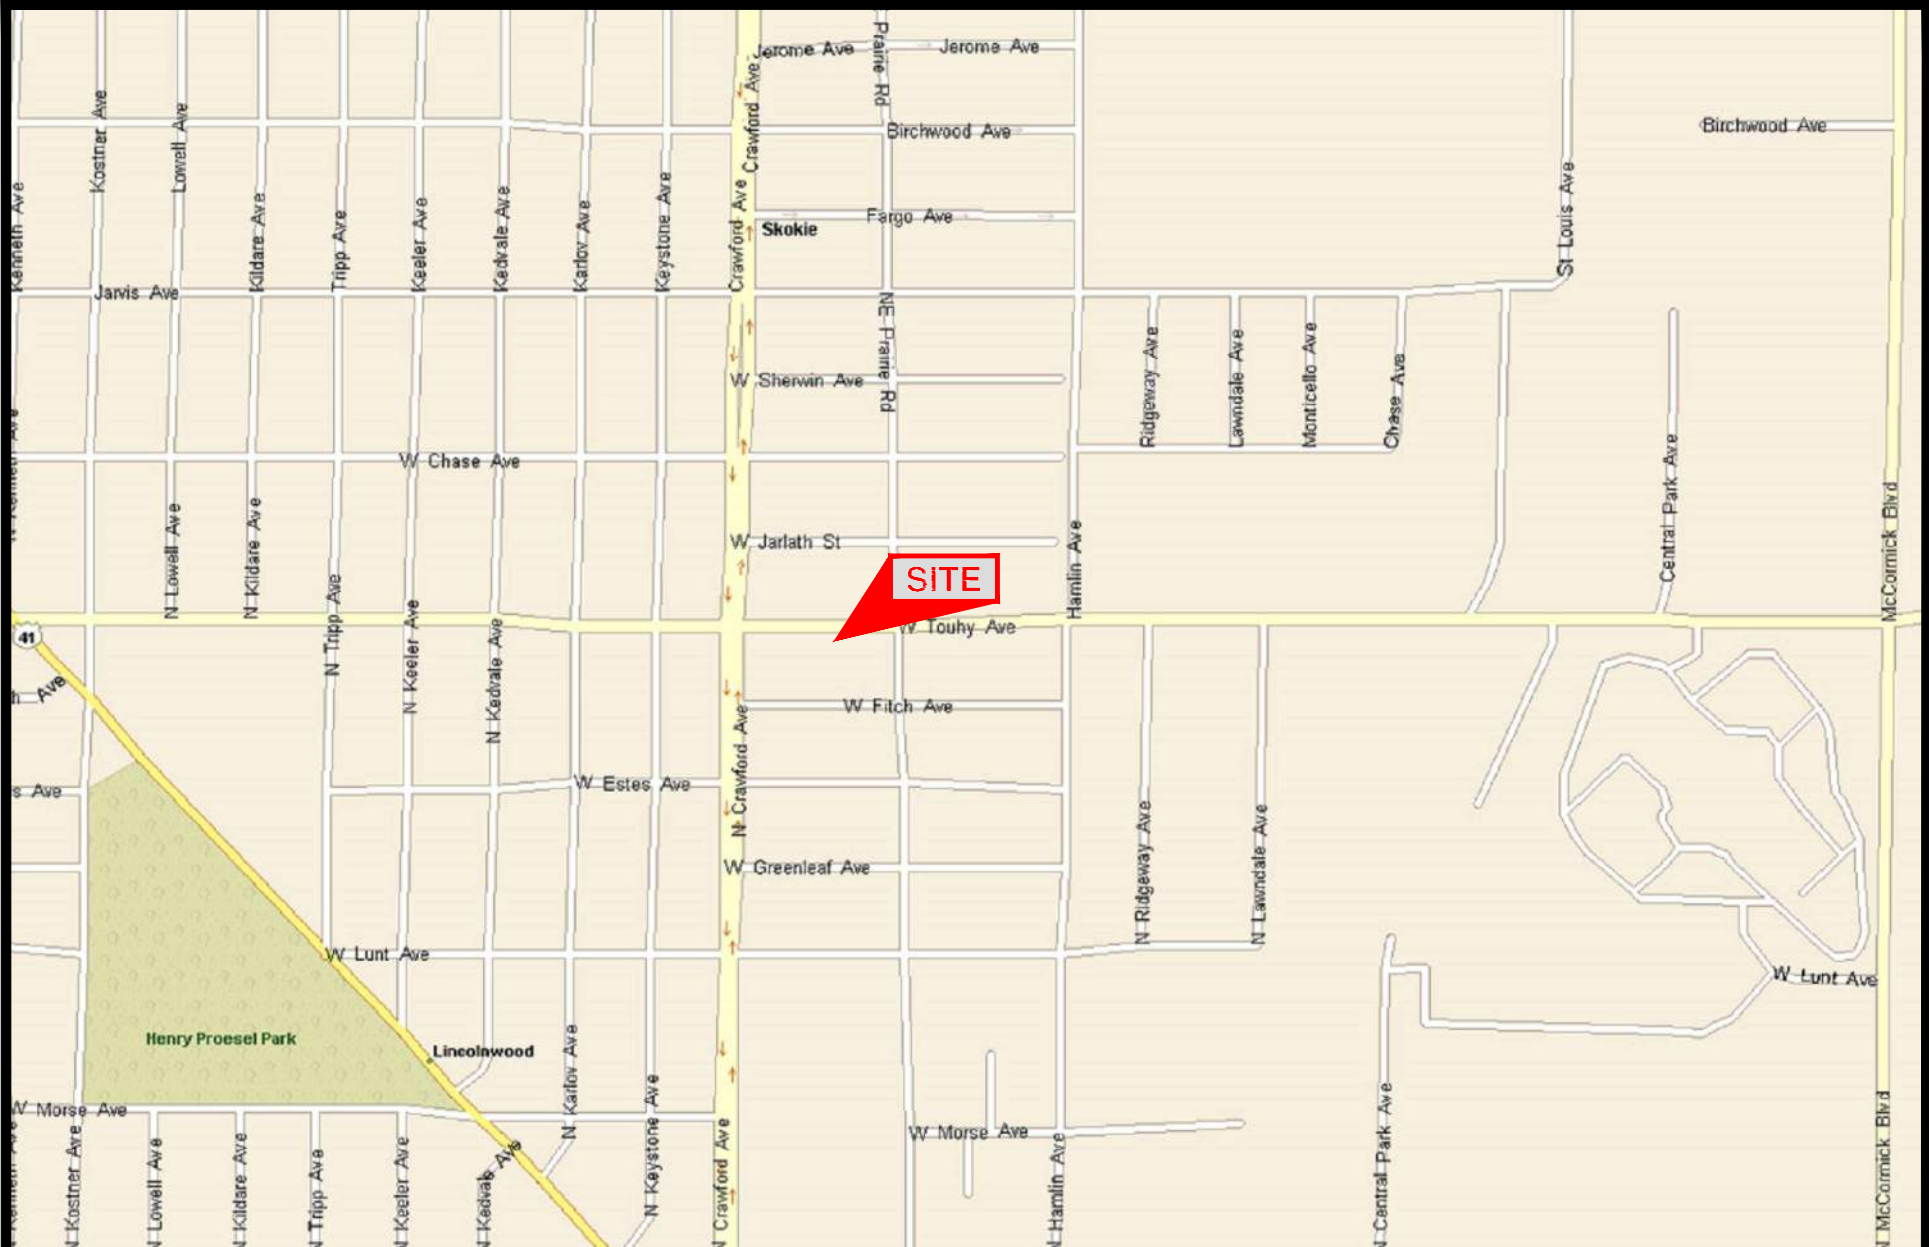 Jerome Ave
Jerome Ave
Prairie Rd
Crawford Ave
Birchwood Ave
Birchwood Ave
Kostner Ave
Lowell Ave
Kenneth Ave
Kildare Ave
Tripp Ave
Keeler Ave
Kedvale Ave
Karlov Ave
Keystone Ave
Crawford Ave
Fargo Ave
Skokie
St Louis Ave
Jarvis Ave
NE Prairie Rd
W Sherwin Ave
Ridgeway Ave
Lawndale Ave
Monticello Ave
Chase Ave
N Kenneth Ave
W Chase Ave
Central Park Ave
McCormick Blvd
N Lowell Ave
N Kildare Ave
W Jarlath St
Hamlin Ave
SITE
N Tripp Ave
N Keeler Ave
N Kedvale Ave
W Touhy Ave
41
h Ave
W Fitch Ave
N Crawford Ave
s Ave
W Estes Ave
W Greenleaf Ave
N Ridgeway Ave
N Lawndale Ave
W Lunt Ave
W Lunt Ave
Henry Proesel Park
Lincolnwood
N Karlov Ave
N Keystone Ave
W Morse Ave
W Morse Ave
N Kostner Ave
N Lowell Ave
N Kildare Ave
N Tripp Ave
N Keeler Ave
N Kedvale Ave
N Crawford Ave
N Hamlin Ave
N Central Park Ave
N McCormick Blvd